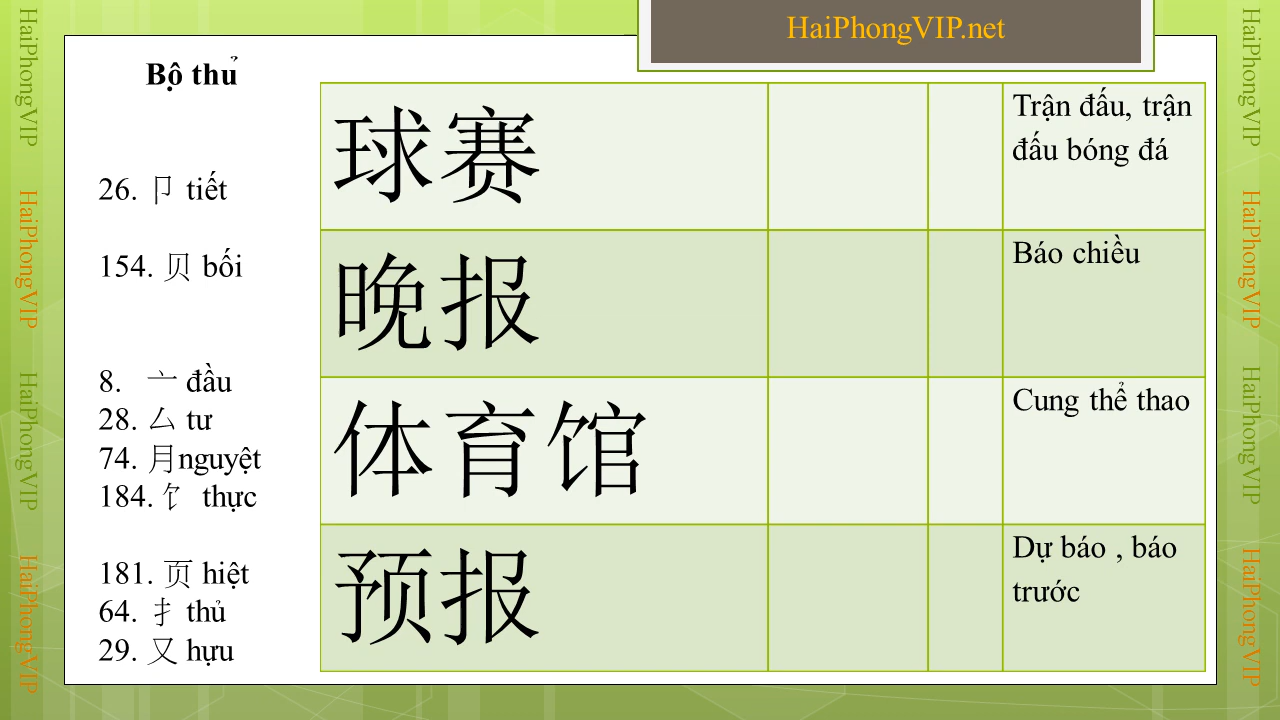 HaiPhongVIP.net
Bộ thủ
26. 卩 tiết
154. 贝 bối
8. 亠 đầu
28. 厶 tư
74. 月nguyệt
184. 饣 thực
181. 页 hiệt
64. 扌 thủ
29. 又 hựu
球赛
Trận đấu, trận
đấu bóng đá
晚报
Báo chiều
体育馆
Cung thể thao
预报
Dự báo , báo
trước
HaiPhongVIP
HaiPhongVIP
HaiPhongVIP
HaiPhongVIP
HaiPhongVIP
HaiPhongVIP
HaiPhongVIP
HaiPhongVIP